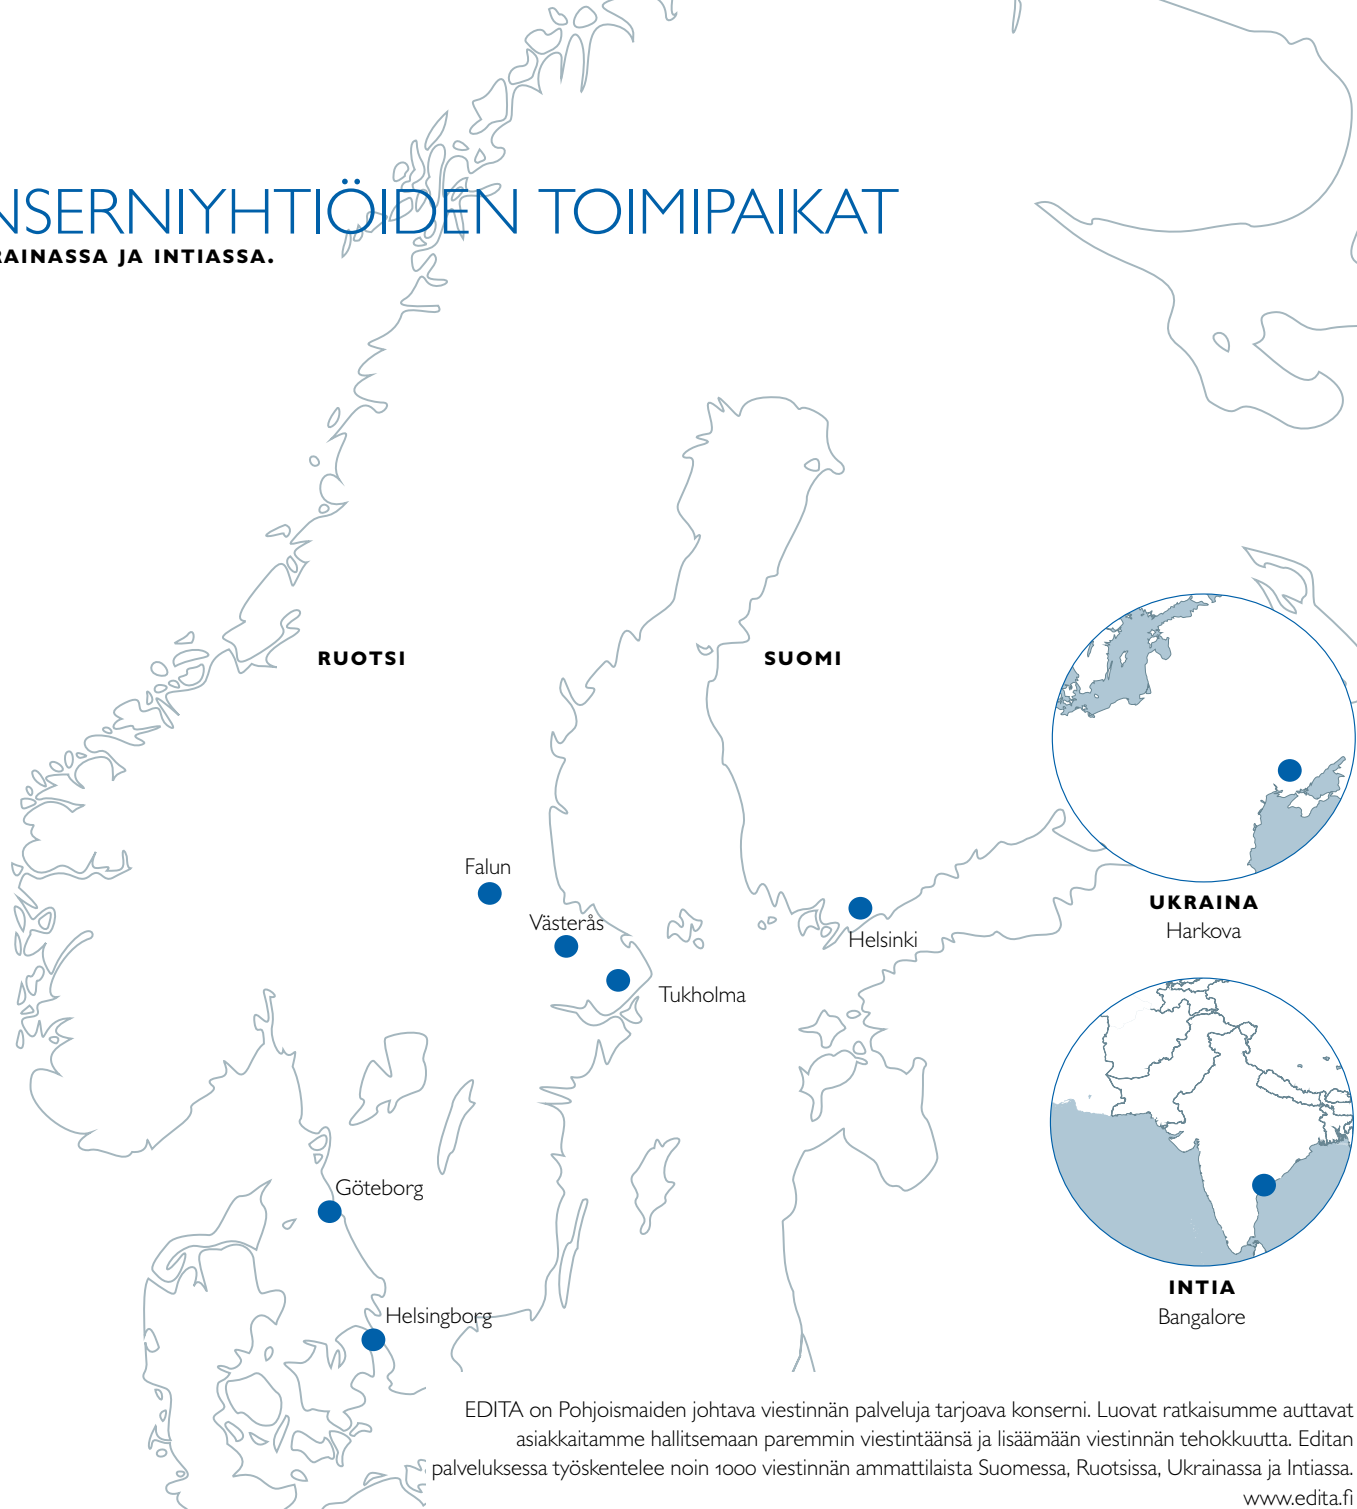 NSERNIYHTIÖIDEN TOIMIPAIKAT
RAINASSA JA INTIASSA.
RUOTSI
SUOMI
Falun
Västerås
Tukholma
Helsinki
UKRAINA
Harkova
Göteborg
Helsingborg
INTIA
Bangalore
EDITA on Pohjoismaiden johtava viestinnän palveluja tarjoava konserni. Luovat ratkaisumme auttavat
asiakkaitamme hallitsemaan paremmin viestintäänsä ja lisäämään viestinnän tehokkuutta. Editan
palveluksessa työskentelee noin 1000 viestinnän ammattilaista Suomessa, Ruotsissa, Ukrainassa ja Intiassa.
www.edita.fi